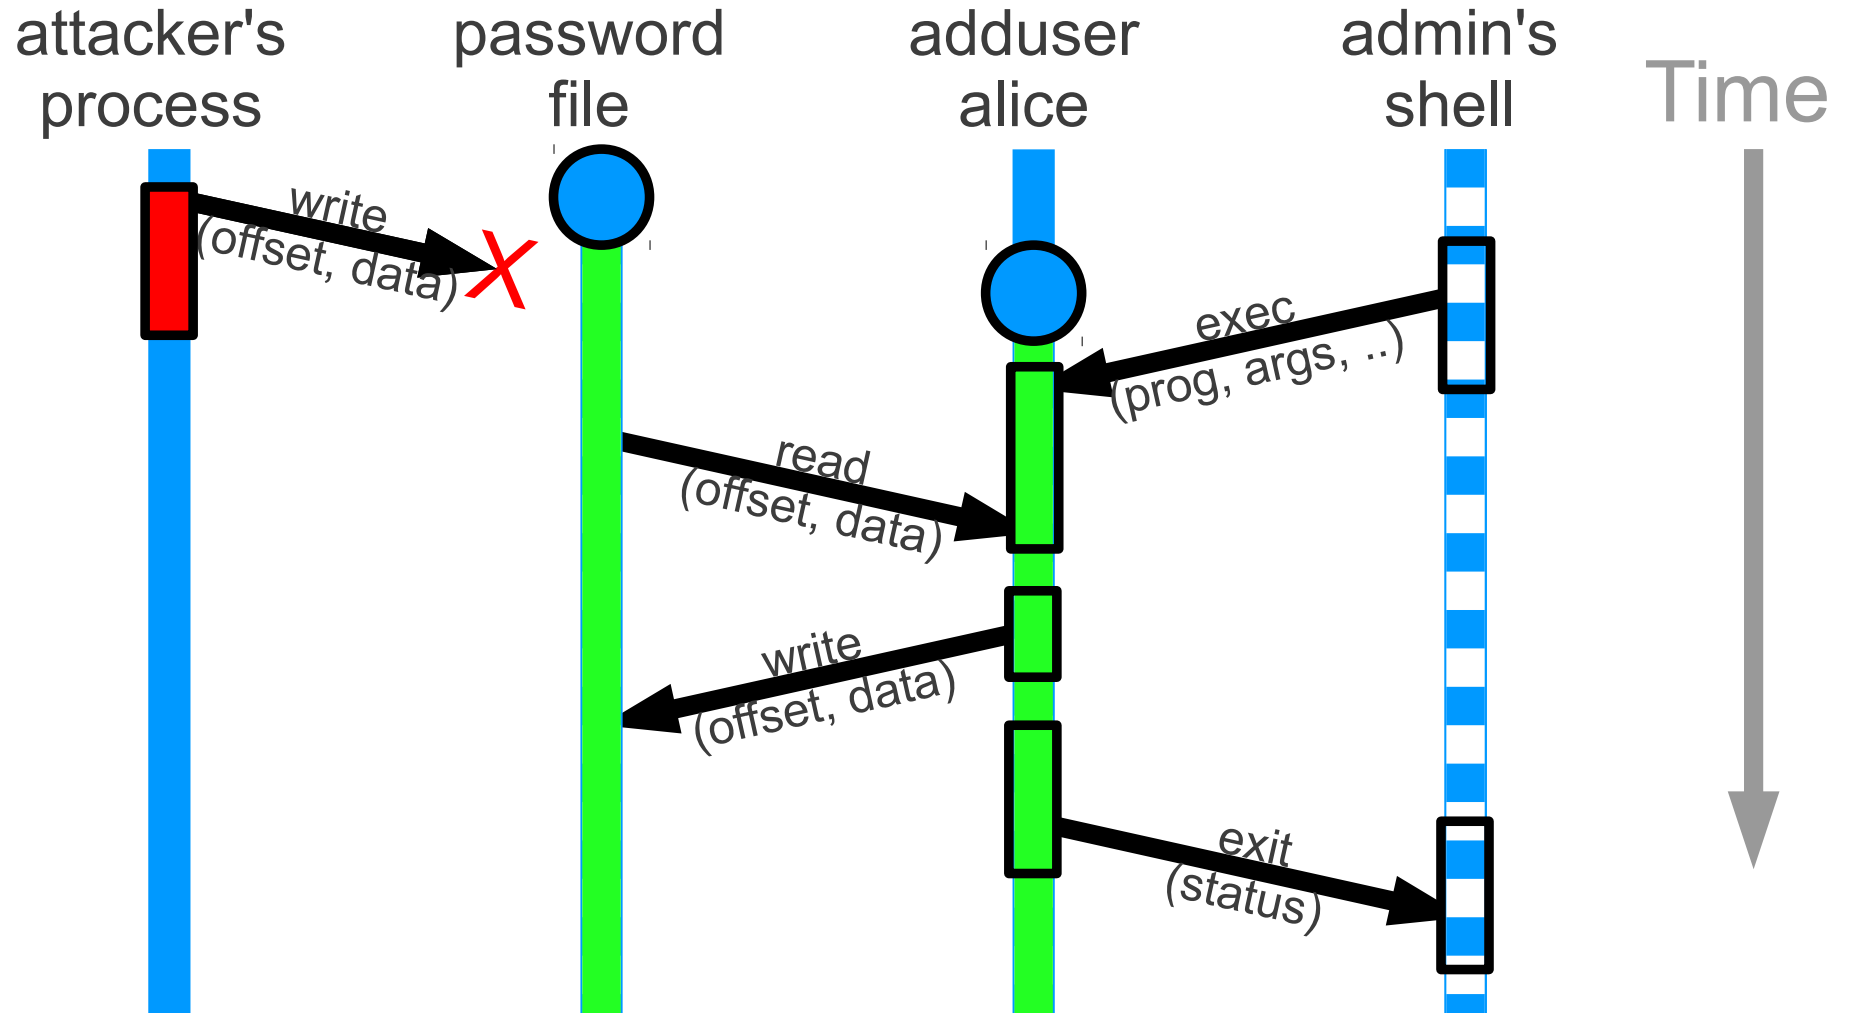 attacker's
process
password
file
adduser
alice
admin's
shell
Time
write
(offset, data)
X
exec
(prog, args, ..)
read
(offset, data)
write
(offset, data)
exit
(status)